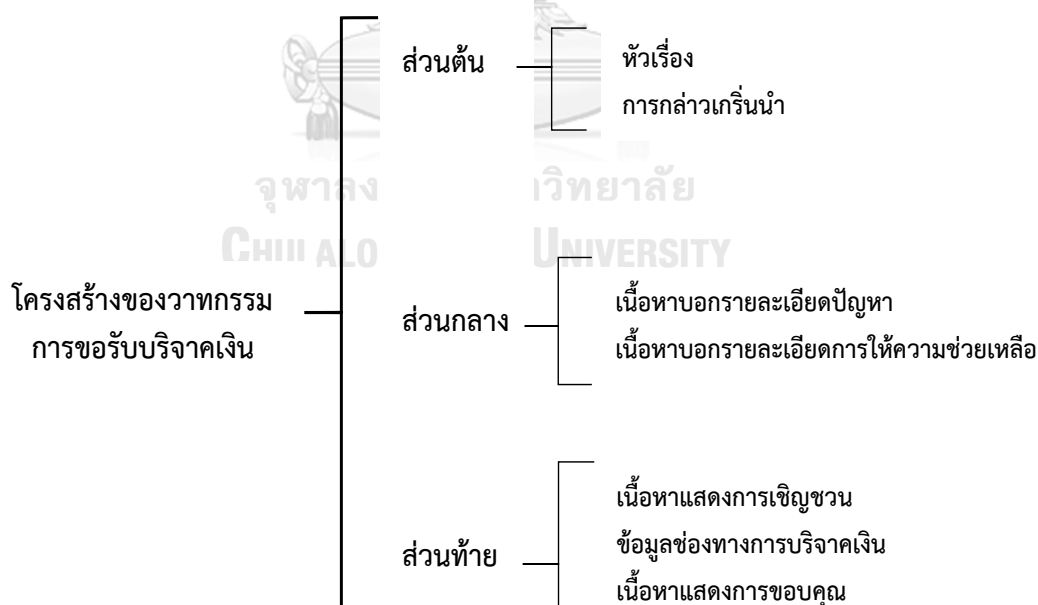 ส่วนต้น
หัวเรื่อง
การกล่าวเกริ่นนำ
จุฬาลง าวิทยาลัย
CHULALO UNIVERSITY
โครงสร้างของวาทกรรม
การขอรับบริจาคเงิน
ส่วนกลาง
เนื้อหาบอกรายละเอียดปัญหา
เนื้อหาบอกรายละเอียดการให้ความช่วยเหลือ
ส่วนท้าย
เนื้อหาแสดงการเชิญชวน
ข้อมูลช่องทางการบริจาคเงิน
เนื้อหาแสดงการขอบคุณ